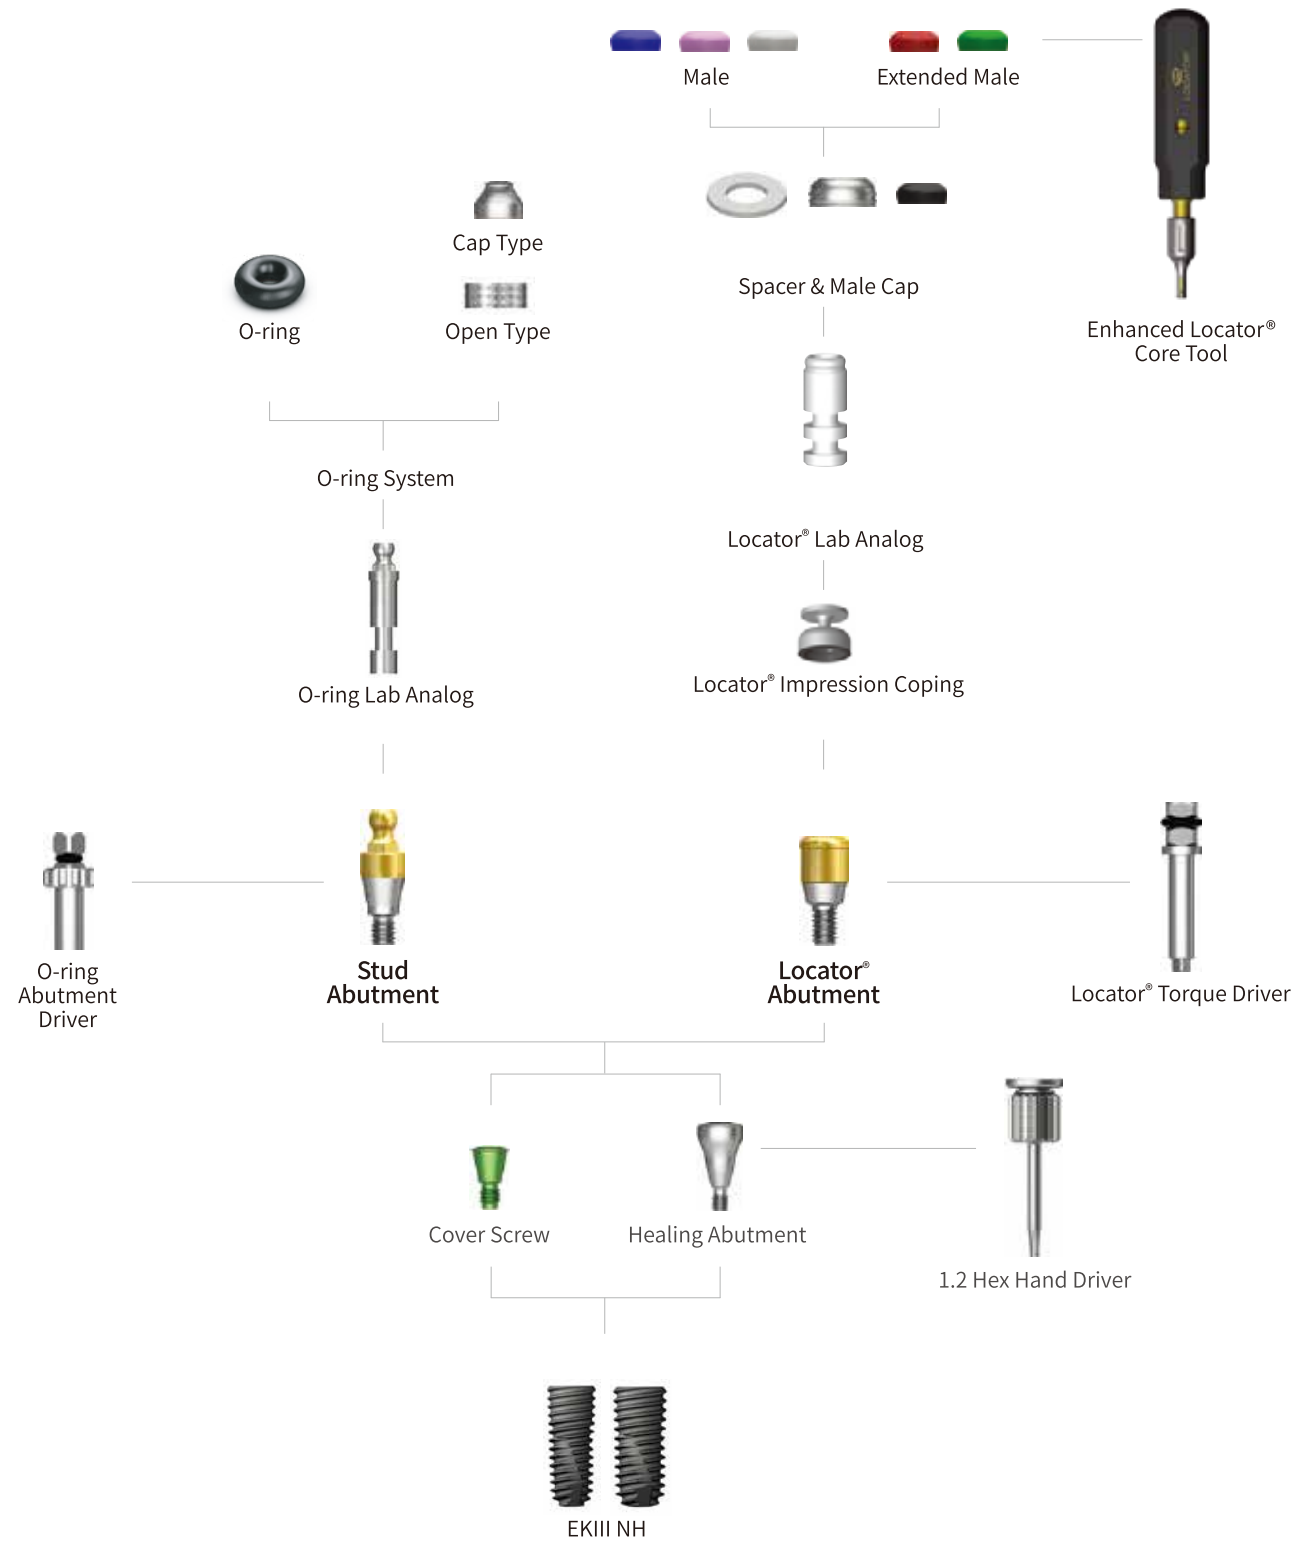 Male
Extended Male
LOCATOR
Cap Type
Spacer & Male Cap
O-ring
Open Type
Enhanced Locator®
Core Tool
O-ring System
Locator® Lab Analog
Locator® Impression Coping
O-ring Lab Analog
O-ring
Abutment
Driver
Stud
Abutment
Locator®
Abutment
Locator® Torque Driver
Cover Screw
Healing Abutment
1.2 Hex Hand Driver
EKIII NH